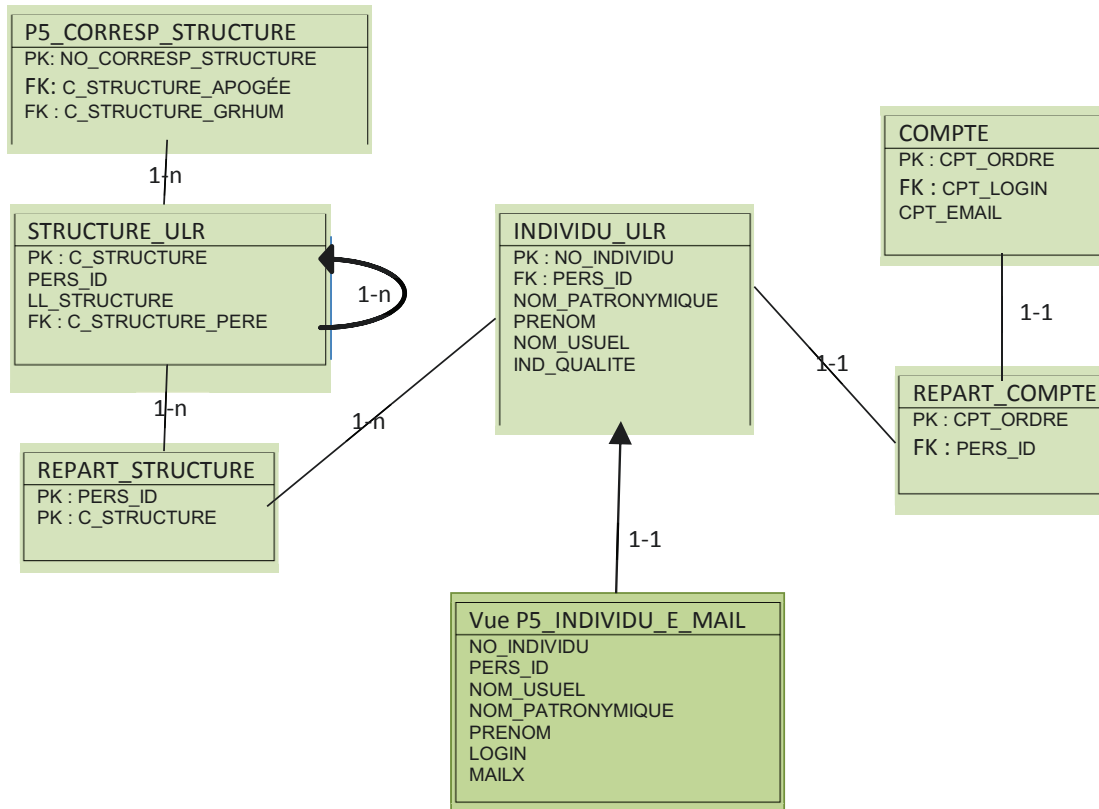 P5_CORRESP_STRUCTURE
PK: NO_CORRESP_STRUCTURE
FK: C_STRUCTURE_APOGÉE
FK : C_STRUCTURE_GRHUM
1-n
STRUCTURE_ULR
PK : C_STRUCTURE
PERS_ID
LL_STRUCTURE
FK : C_STRUCTURE_PERE
1-n
1-n
REPART_STRUCTURE
PK : PERS_ID
PK : C_STRUCTURE
1-n
INDIVIDU_ULR
PK : NO_INDIVIDU
FK : PERS_ID
NOM_PATRONYMIQUE
PRENOM
NOM_USUEL
IND_QUALITE
1-1
COMPTE
PK : CPT_ORDRE
FK : CPT_LOGIN
CPT_EMAIL
1-1
REPART_COMPTE
PK : CPT_ORDRE
FK : PERS_ID
1-1
Vue P5_INDIVIDU_E_MAIL
NO_INDIVIDU
PERS_ID
NOM_USUEL
NOM_PATRONYMIQUE
PRENOM
LOGIN
MAILX